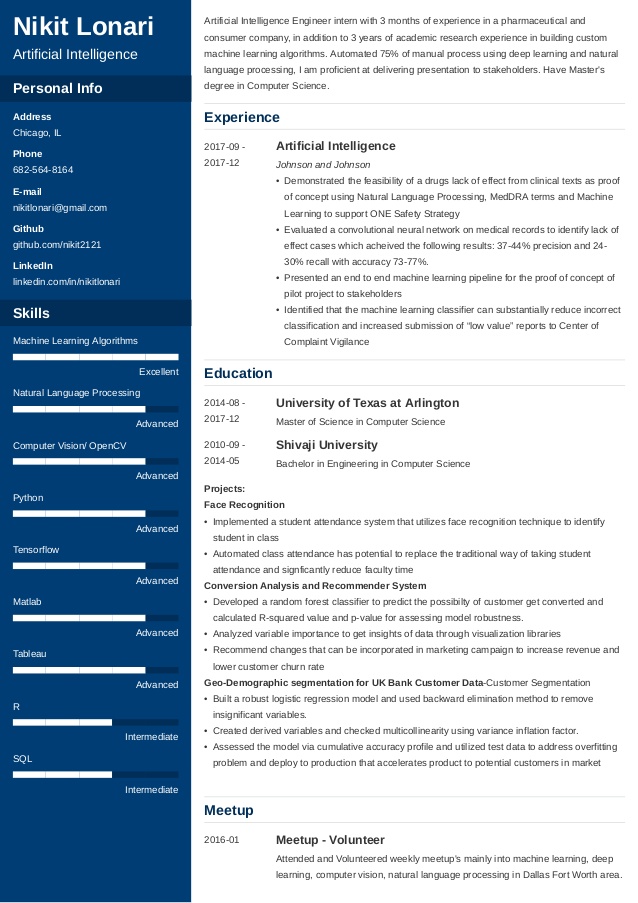 Nikit Lonari
Artificial Intelligence
Personal Info
Address
Chicago, IL
Phone
682-564-8164
E-mail
nikitlonari@gmail.com
Github
github.com/nikit2121
LinkedIn
linkedin.com/in/nikitlonari
Skills
Machine Learning Algorithms
Excellent
Natural Language Processing
Advanced
Computer Vision/ OpenCV
Advanced
Python
Advanced
Tensorflow
Advanced
Matlab
Advanced
Tableau
Advanced
R
Intermediate
SQL
Intermediate
Artificial Intelligence Engineer intern with 3 months of experience in a pharmaceutical and
consumer company, in addition to 3 years of academic research experience in building custom
machine learning algorithms. Automated 75% of manual process using deep learning and natural
language processing, I am proficient at delivering presentation to stakeholders. Have Master's
degree in Computer Science.
Experience
2017-09 -
2017-12
Artificial Intelligence
Johnson and Johnson
• Demonstrated the feasibility of a drugs lack of effect from clinical texts as proof
of concept using Natural Language Processing, MedDRA terms and Machine
Learning to support ONE Safety Strategy
• Evaluated a convolutional neural network on medical records to identify lack of
effect cases which acheived the following results: 37-44% precision and 24-
30% recall with accuracy 73-77%.
• Presented an end to end machine learning pipeline for the proof of concept of
pilot project to stakeholders
• Identified that the machine learning classifier can substantially reduce incorrect
classification and increased submission of "low value" reports to Center of
Complaint Vigilance
Education
2014-08 -
2017-12
University of Texas at Arlington
Master of Science in Computer Science
2010-09 -
2014-05
Shivaji University
Bachelor in Engineering in Computer Science
Projects:
Face Recognition
• Implemented a student attendance system that utilizes face recognition technique to identify
student in class
• Automated class attendance has potential to replace the traditional way of taking student
attendance and signficantly reduce faculty time
Conversion Analysis and Recommender System
• Developed a random forest classifier to predict the possibilty of customer get converted and
calculated R-squared value and p-value for assessing model robustness.
• Analyzed variable importance to get insights of data through visualization libraries
• Recommend changes that can be incorporated in marketing campaign to increase revenue and
lower customer churn rate
Geo-Demographic segmentation for UK Bank Customer Data-Customer Segmentation
• Built a robust logistic regression model and used backward elimination method to remove
insignificant variables.
• Created derived variables and checked multicollinearity using variance inflation factor.
• Assessed the model via cumulative accuracy profile and utilized test data to address overfitting
problem and deploy to production that accelerates product to potential customers in market
Meetup
2016-01
Meetup - Volunteer
Attended and Volunteered weekly meetup's mainly into machine learning, deep
learning, computer vision, natural language processing in Dallas Fort Worth area.